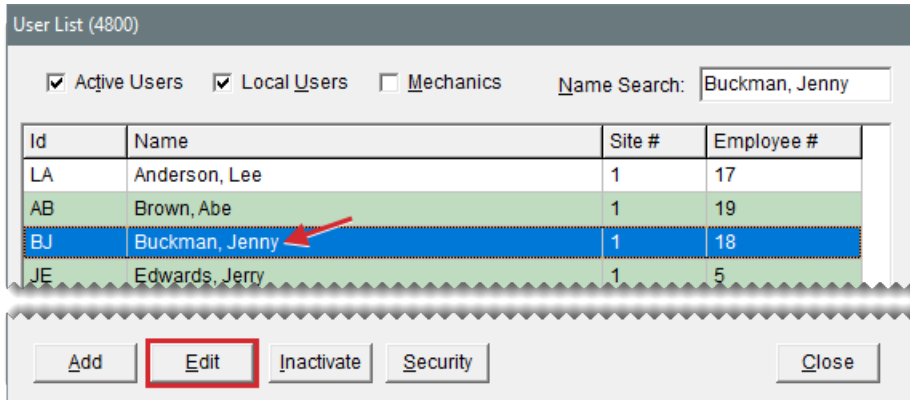 User List (4800)
Active Users Local Users Mechanics Name Search: Buckman, Jenny
Id Name Site # Employee #
LA Anderson, Lee 1 17
AB Brown, Abe 1 19
BJ Buckman, Jenny 1 18
JE Edwards, Jerry 1 5
Add Edit Inactivate Security Close